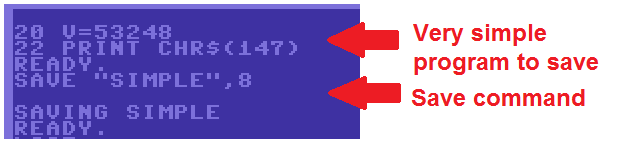 20 V=53248
22 PRINT CHR$(147)
READY.
SAVE "SIMPLE",8
SAVING SIMPLE
READY.
Very simple
program to save
Save command